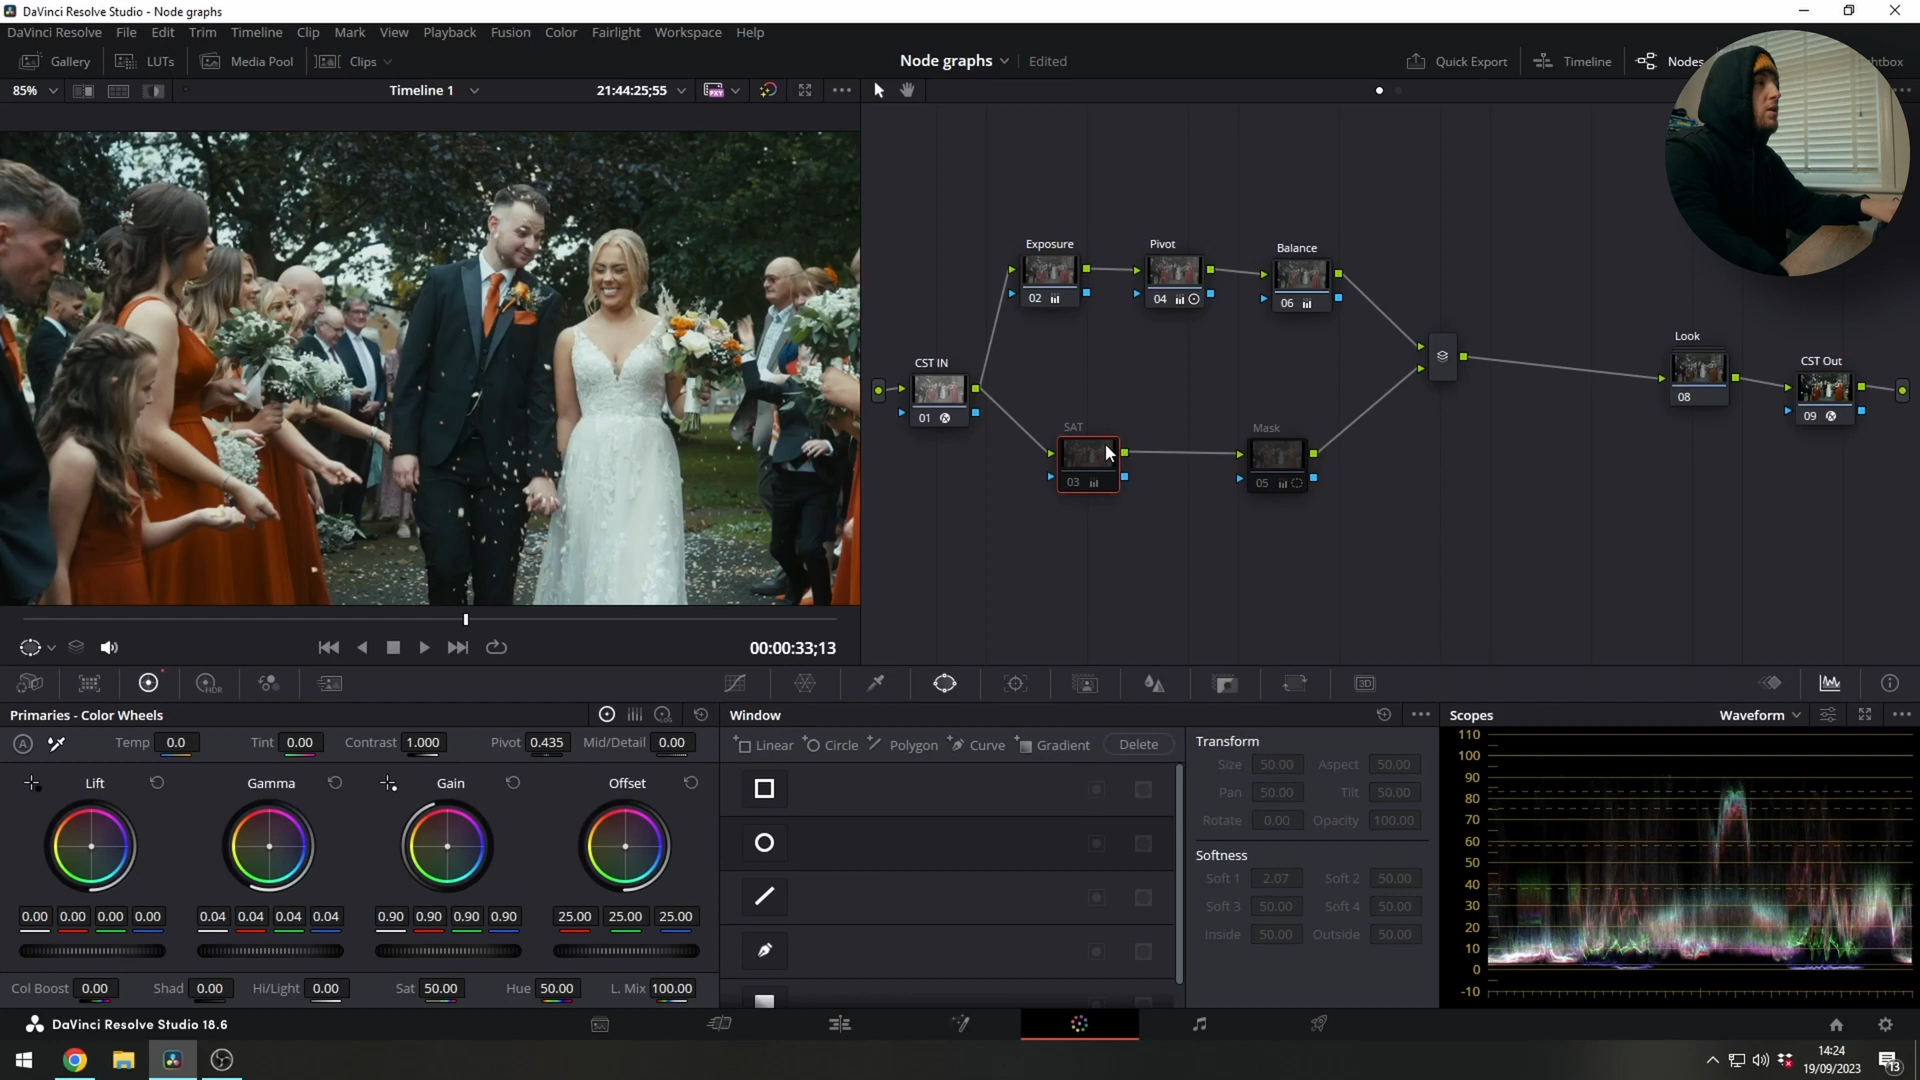 DaVinci Resolve Studio - Node graphs
DaVinci Resolve File Edit Trim Timeline Clip Mark View Playback Fusion Color Fairlight Workspace Help
Gallery LUTs Media Pool Clips Node graphs Edited Quick Export Timeline Nodes htbox
85% Timeline 1 21:44:25;55 PXY
Exposure Pivot Balance
02 04 06
Look
CST IN CST Out
08
01 09
SAT Mask
03 05
00:00:33;13
HDR 3D
Primaries - Color Wheels Window Scopes Waveform
A Temp 0.0 Tint 0.00 Contrast 1.000 Pivot 0.435 Mid/Detail 0.00
Linear Circle Polygon Curve Gradient Delete Transform
Lift Gamma Gain Offset
Size 50.00 Aspect 50.00
Pan 50.00 Tilt 50.00
Rotate 0.00 Opacity 100.00
Softness
Soft 1 2.07 Soft 2 50.00
Soft 3 50.00 Soft 4 50.00
Inside 50.00 Outside 50.00
110
100
90
80
70
60
50
40
30
20
10
0
-10
0.00 0.00 0.00 0.00 0.04 0.04 0.04 0.04 0.90 0.90 0.90 0.90 25.00 25.00 25.00
Col Boost 0.00 Shad 0.00 Hi/Light 0.00 Sat 50.00 Hue 50.00 L. Mix 100.00
DaVinci Resolve Studio 18.6
14:24
19/09/2023
13